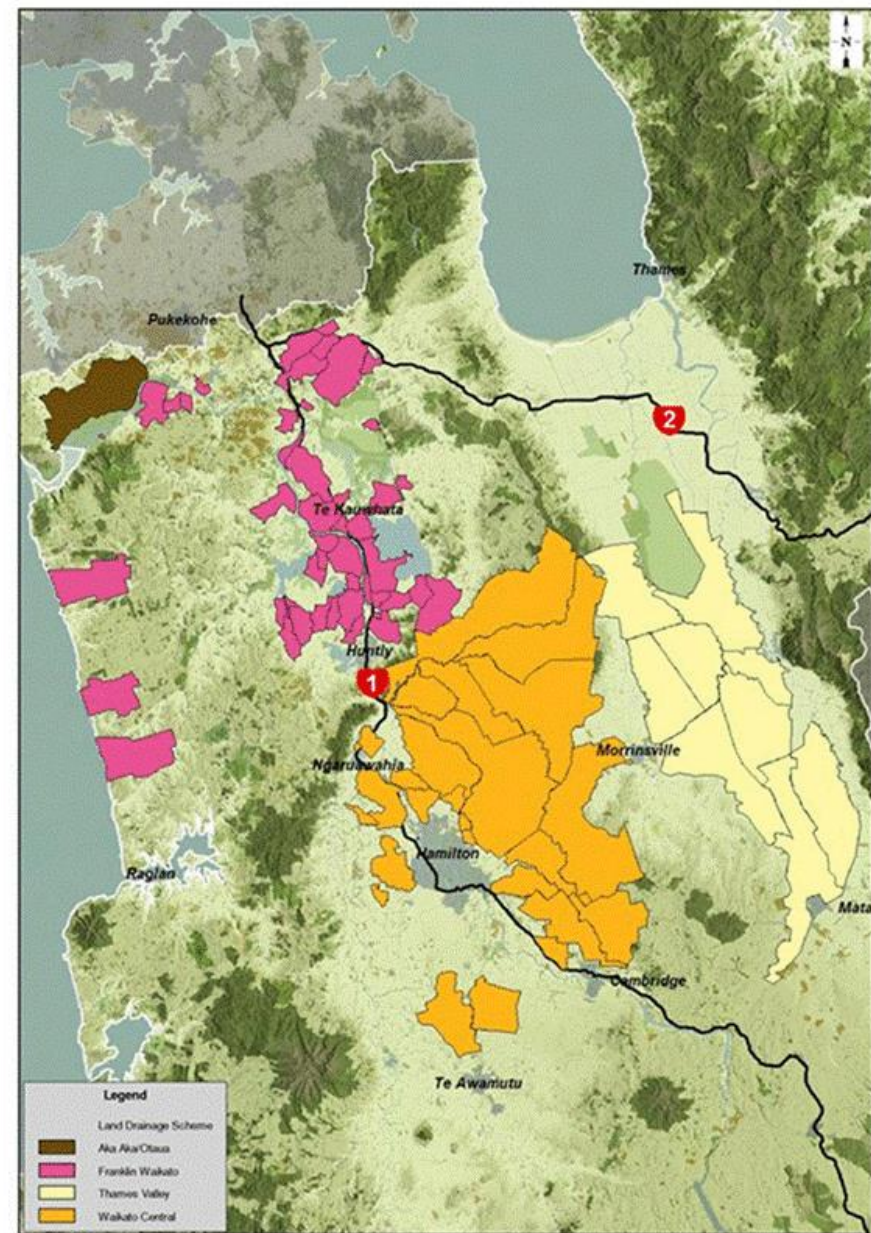 N
Thames
Pukekohe
2
Te Kauwhata
Huntly
1
Morrinsville
Ngaruawahia
Hamilton
Raglan
Mata
Cambridge
Te Awamutu
Legend
Land Drainage Scheme
Aka Aka/Otaua
Franklin Waikato
Thames Valley
Waikato Central